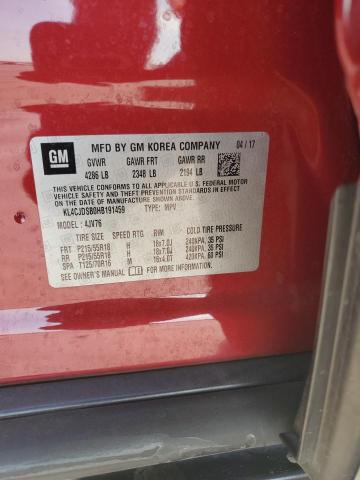 GM
MFD BY GM KOREA COMPANY 04/17
GVWR GAWR FRT GAWR RR
4286 LB 2348 LB 2194 LB
THIS VEHICLE CONFORMS TO ALL APPLICABLE U.S. FEDERAL MOTOR
VEHICLE SAFETY, BUMPER, AND THEFT PREVENTION STANDARDS IN EFFECT
ON THE DATE OF MANUFACTURE SHOWN ABOVE.
KL4CJDSB0HB191459 TYPE: MPV
MODEL: 4JV76
TIRE SIZE SPEED RTG RIM COLD TIRE PRESSURE
FRT P215/55R18 H 18x7.0J 240KPA, 35 PSI
RR P215/55R18 H 18x7.0J 240KPA, 35 PSI
SPA T125/70R16 M 16x4.0T 420KPA, 60 PSI
SEE OWNER'S MANUAL FOR MORE INFORMATION